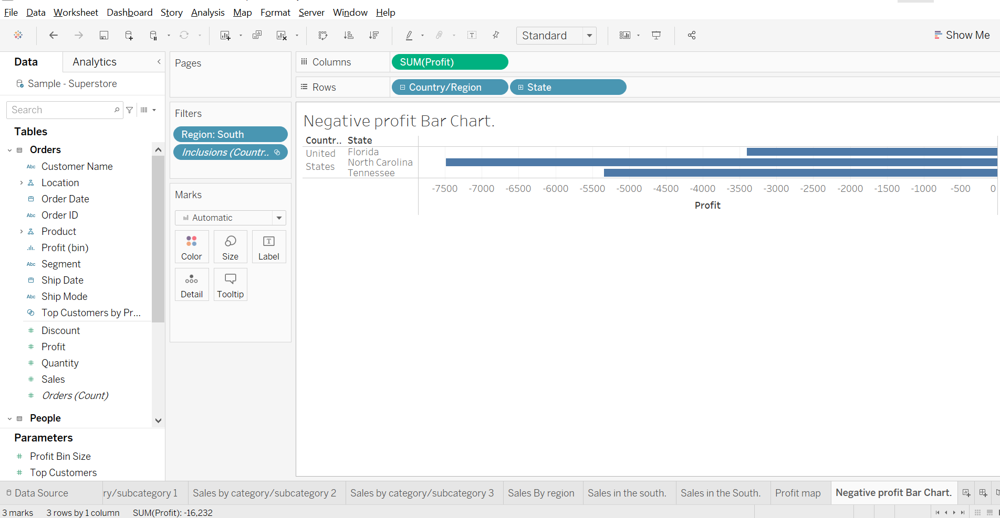 File Data Worksheet Dashboard Story Analysis Map Format Server Window Help
Standard
Show Me
Data Analytics
Sample - Superstore
Search
Tables
Orders
Abc Customer Name
Location
Order Date
Abc Order ID
Product
Profit (bin)
Abc Segment
Ship Date
Abc Ship Mode
Top Customers by Pr...
# Discount
# Profit
# Quantity
# Sales
# Orders (Count)
People
Parameters
# Profit Bin Size
# Top Customers
Pages
Filters
Region: South
Inclusions (Countr..
Marks
Automatic
Color Size Label
Detail Tooltip
Columns SUM(Profit)
Rows Country/Region State
Negative profit Bar Chart.
Countr.. State
United States
Florida
North Carolina
Tennessee
-7500 -7000 -6500 -6000 -5500 -5000 -4500 -4000 -3500 -3000 -2500 -2000 -1500 -1000 -500 0
Profit
Data Source ry/subcategory 1 Sales by category/subcategory 2 Sales by category/subcategory 3 Sales By region Sales in the south. Sales in the South. Profit map Negative profit Bar Chart.
3 marks 3 rows by 1 column SUM(Profit): -16,232